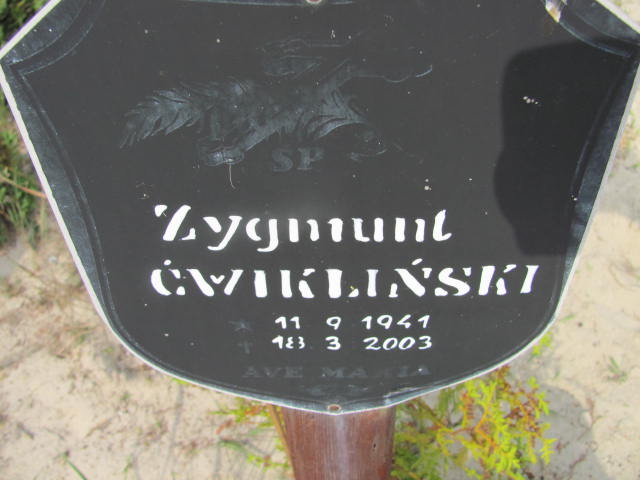 SP
Zygmunt
ĆWIKLIŃSKI
* 11 9 1941
† 18 3 2003
AVE MARIA